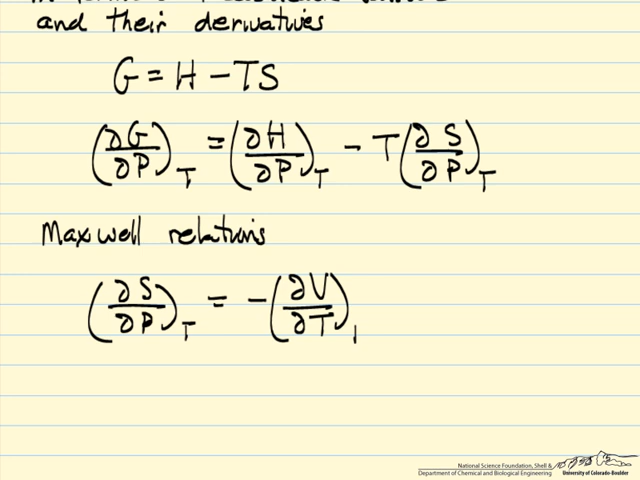 and their derivatives
G = H - TS
(∂G/∂P)_T = (∂H/∂P)_T - T(∂S/∂P)_T
Maxwell relations
(∂S/∂P)_T = -(∂V/∂T)
National Science Foundation, Shell &
Department of Chemical and Biological Engineering
University of Colorado-Boulder